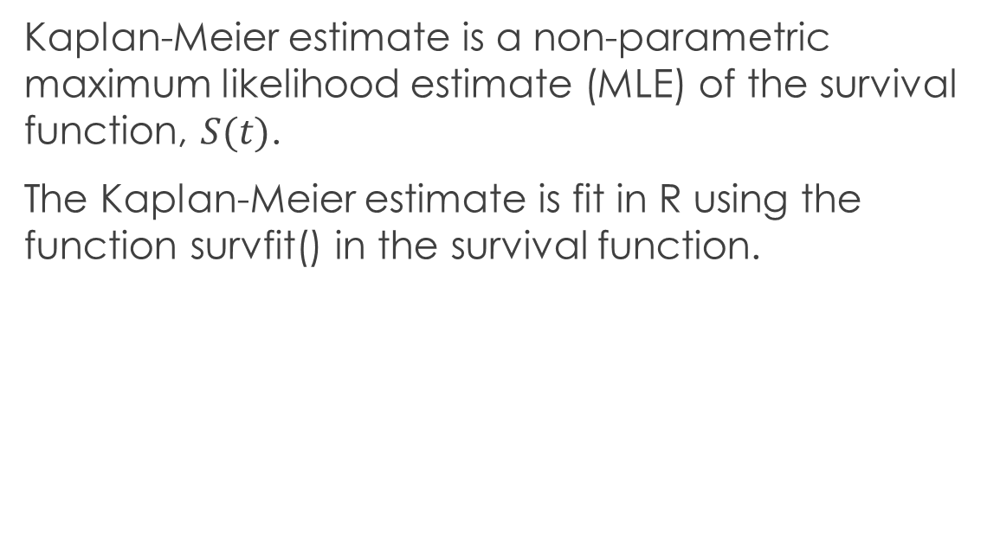 Kaplan-Meier estimate is a non-parametric
maximum likelihood estimate (MLE) of the survival
function, S(t).
The Kaplan-Meier estimate is fit in R using the
function survfit() in the survival function.